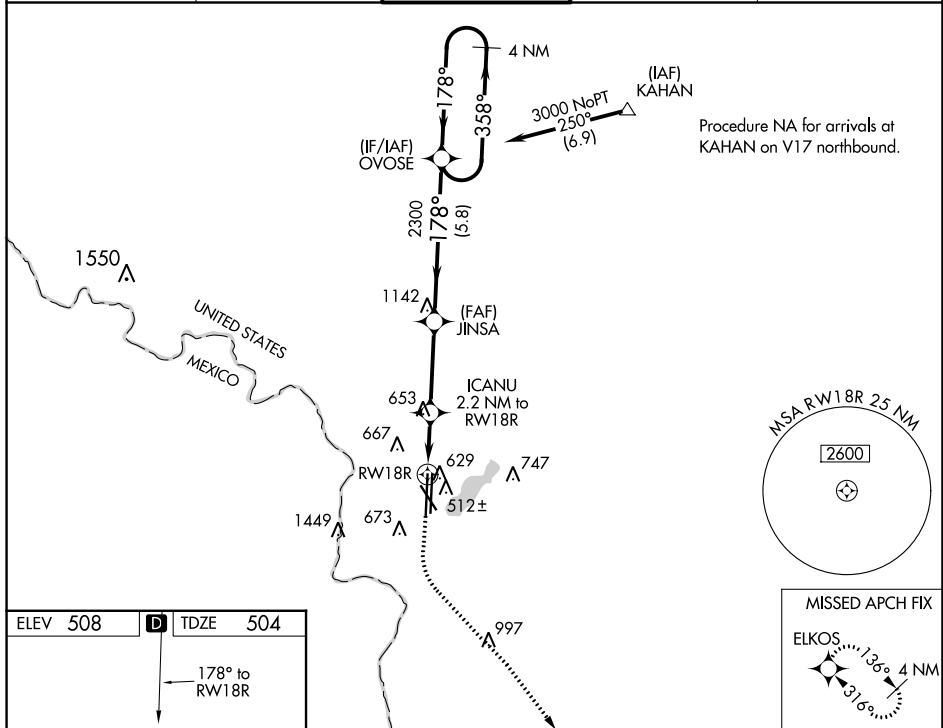 4 NM
178°
358°
(IAF)
KAHAN
3000 NoPT
250°
(6.9)
Procedure NA for arrivals at
KAHAN on V17 northbound.
(IF/IAF)
OVOSE
2300
178°
(5.8)
1550
UNITED STATES
MEXICO
1142
(FAF)
JINSA
ICANU
2.2 NM to
RW18R
653
667
RW18R
629
747
512±
1449
673
997
MSA RW18R 25 NM
2600
MISSED APCH FIX
ELKOS
136°
4 NM
316°
ELEV 508
D
TDZE 504
178° to
RW18R